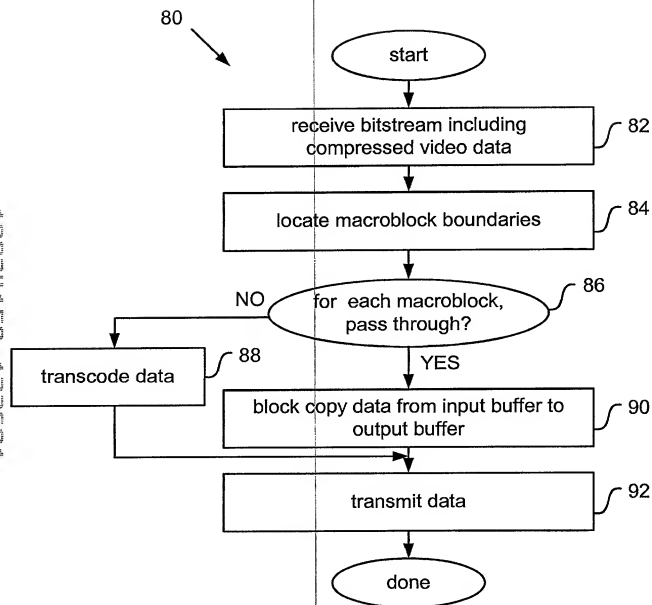 80
start
receive bitstream including
compressed video data
82
locate macroblock boundaries
84
for each macroblock,
pass through?
86
NO
YES
transcode data
88
block copy data from input buffer to
output buffer
90
transmit data
92
done